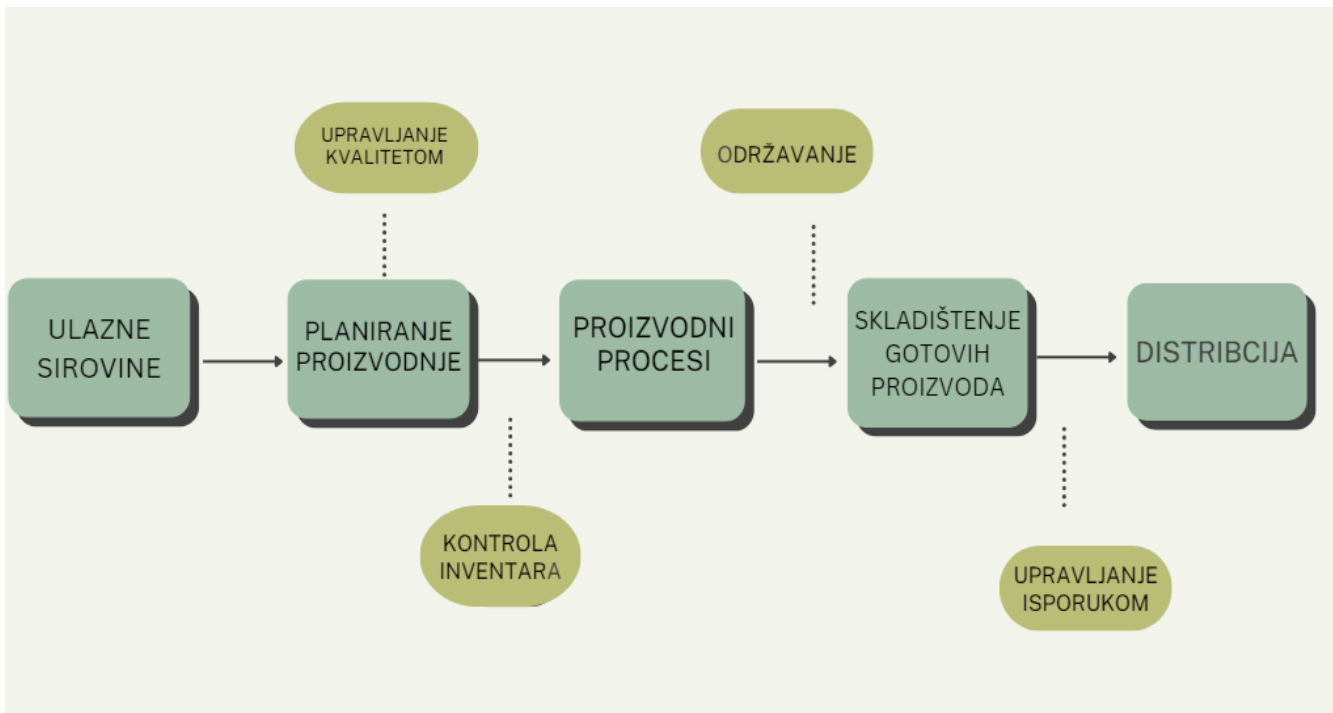 UPRAVLJANJE
KVALITETOM
ODRŽAVANJE
ULAZNE
SIROVINE
PLANIRANJE
PROIZVODNJE
PROIZVODNI
PROCESI
SKLADIŠTENJE
GOTOVIH
PROIZVODA
DISTRIBCIJA
KONTROLA
INVENTARA
UPRAVLJANJE
ISPORUKOM